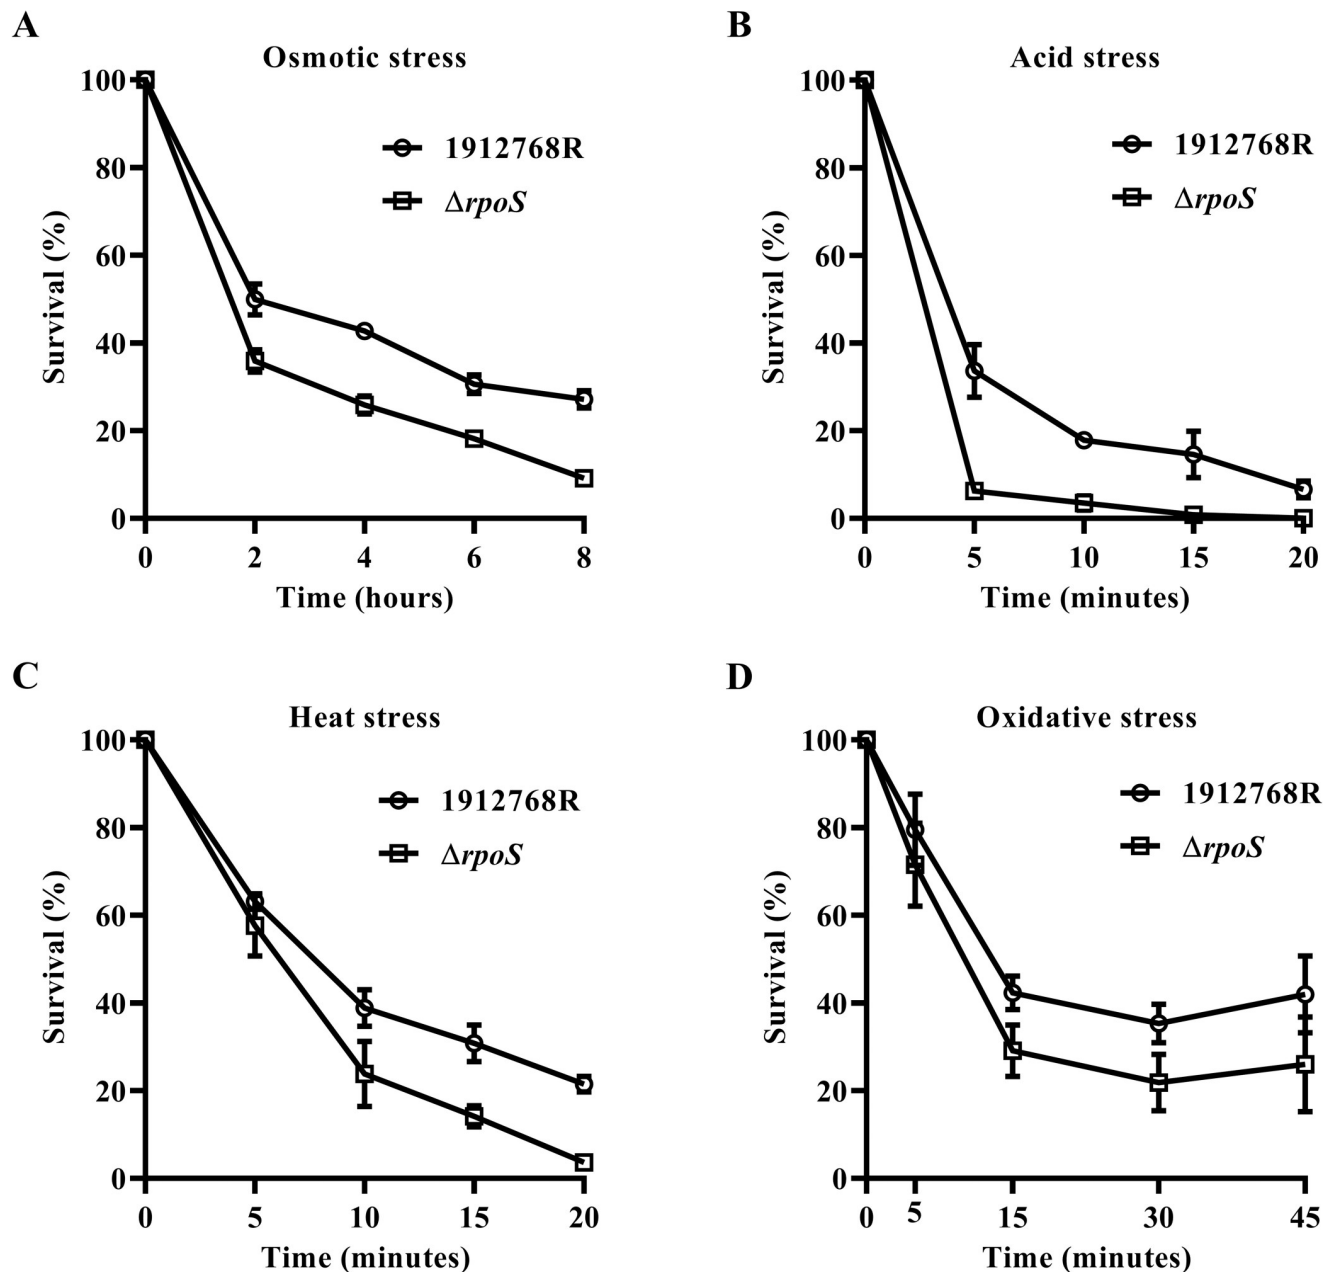 A
Osmotic stress
100
80
60
40
20
0
Survival (%)
1912768R
ΔrpoS
0 2 4 6 8
Time (hours)
B
Acid stress
100
80
60
40
20
0
Survival (%)
1912768R
ΔrpoS
0 5 10 15 20
Time (minutes)
C
Heat stress
100
80
60
40
20
0
Survival (%)
1912768R
ΔrpoS
0 5 10 15 20
Time (minutes)
D
Oxidative stress
100
80
60
40
20
0
Survival (%)
1912768R
ΔrpoS
0 5 15 30 45
Time (minutes)